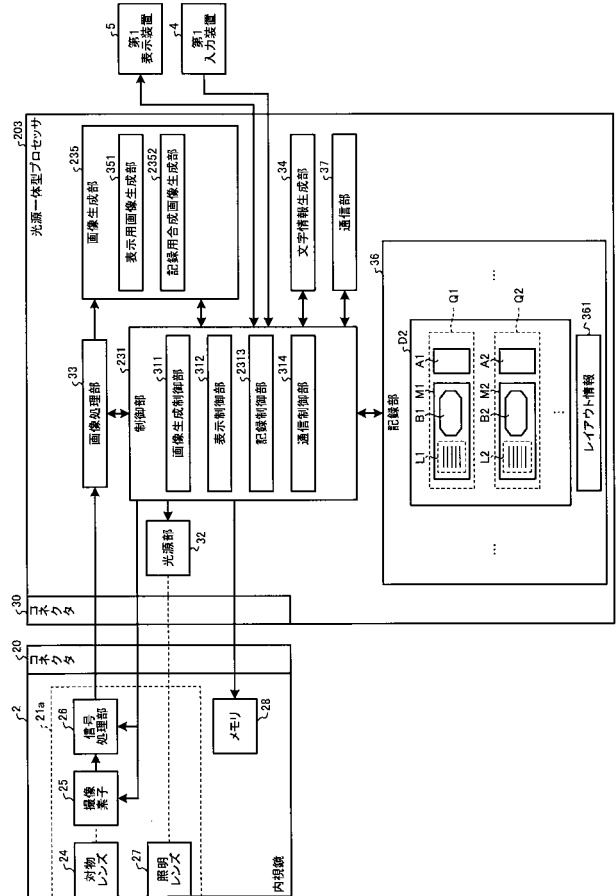 2
21a
24
対物
レンズ
25
撮像
素子
26
信号
処理部
27
照明
レンズ
28
メモリ
内視鏡
20
コネクタ
30
コネクタ
203
光源一体型プロセッサ
33
画像処理部
235
画像生成部
351
表示用画像生成部
2352
記録用合成画像生成部
231
制御部
311
画像生成制御部
312
表示制御部
2313
記録制御部
314
通信制御部
光源部
32
34
文字情報生成部
37
通信部
5
第1
表示装置
4
第1
入力装置
36
記録部
D2
L1
B1
M1
A1
Q1
L2
B2
M2
A2
Q2
⋮
…
…
361
レイアウト情報